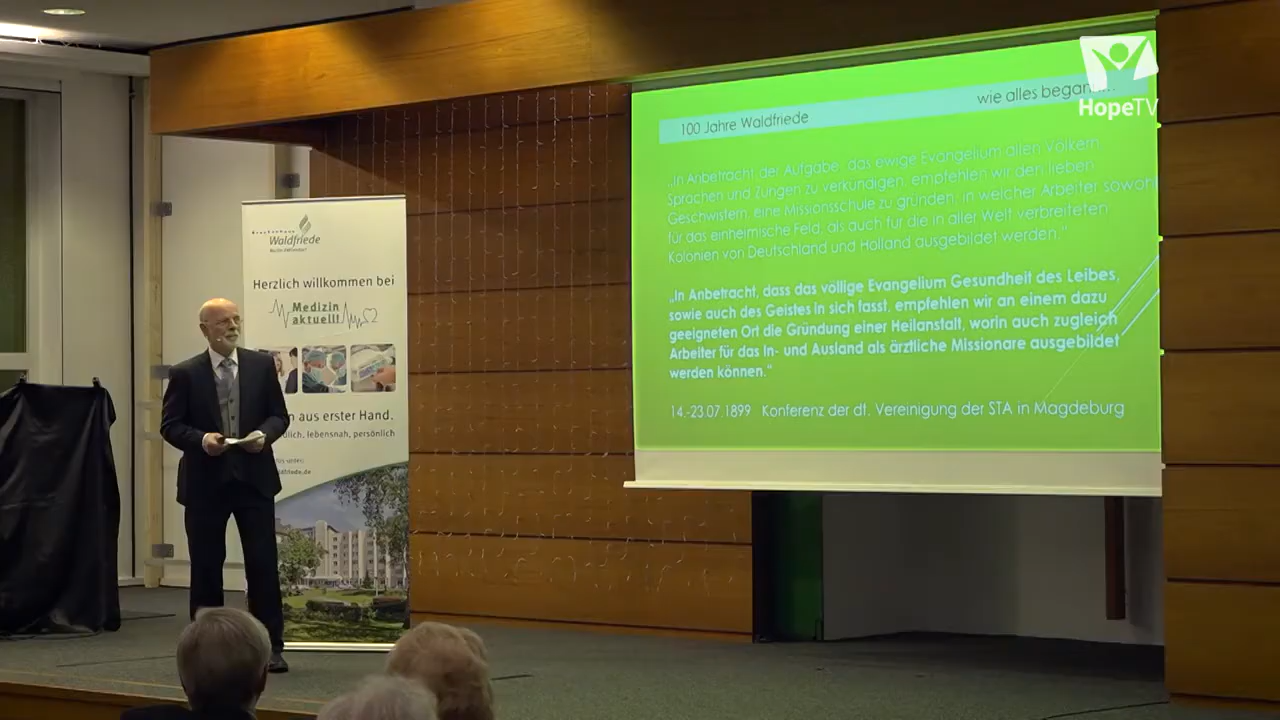 HopeTV
100 Jahre Waldfriede
wie alles began
„In Anbetracht der Aufgabe, das ewige Evangelium allen Völkern,
Sprachen und Zungen zu verkündigen, empfehlen wir den lieben
Geschwistern, eine Missionsschule zu gründen, in welcher Arbeiter sowohl
für das einheimische Feld, als auch für die in aller Welt verbreiteten
Kolonien von Deutschland und Holland ausgebildet werden."
„In Anbetracht, dass das völlige Evangelium Gesundheit des Leibes,
sowie auch des Geistes in sich fasst, empfehlen wir an einem dazu
geeigneten Ort die Gründung einer Heilanstalt, worin auch zugleich
Arbeiter für das In- und Ausland als ärztliche Missionare ausgebildet
werden können."
14.-23.07.1899 Konferenz der dt. Vereinigung der STA in Magdeburg
Krankenhaus
Waldfriede
Herzlich willkommen bei
Medizin
aktuell!
aus erster Hand.
lebensnah, persönlich